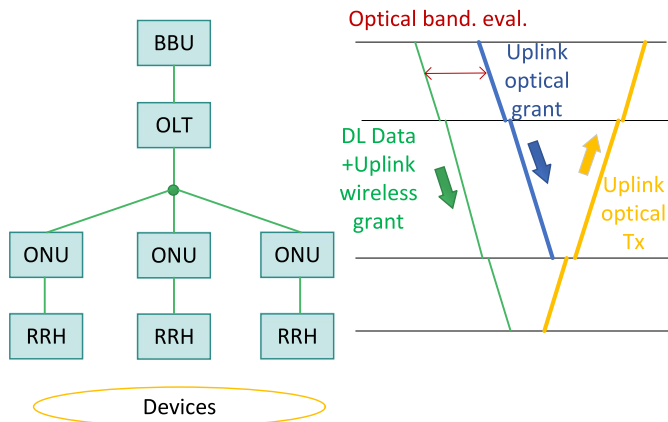 Optical band. eval.
BBU
Uplink
optical
grant
OLT
DL Data
+Uplink
wireless
grant
Uplink
optical
Tx
ONU
ONU
ONU
RRH
RRH
RRH
Devices